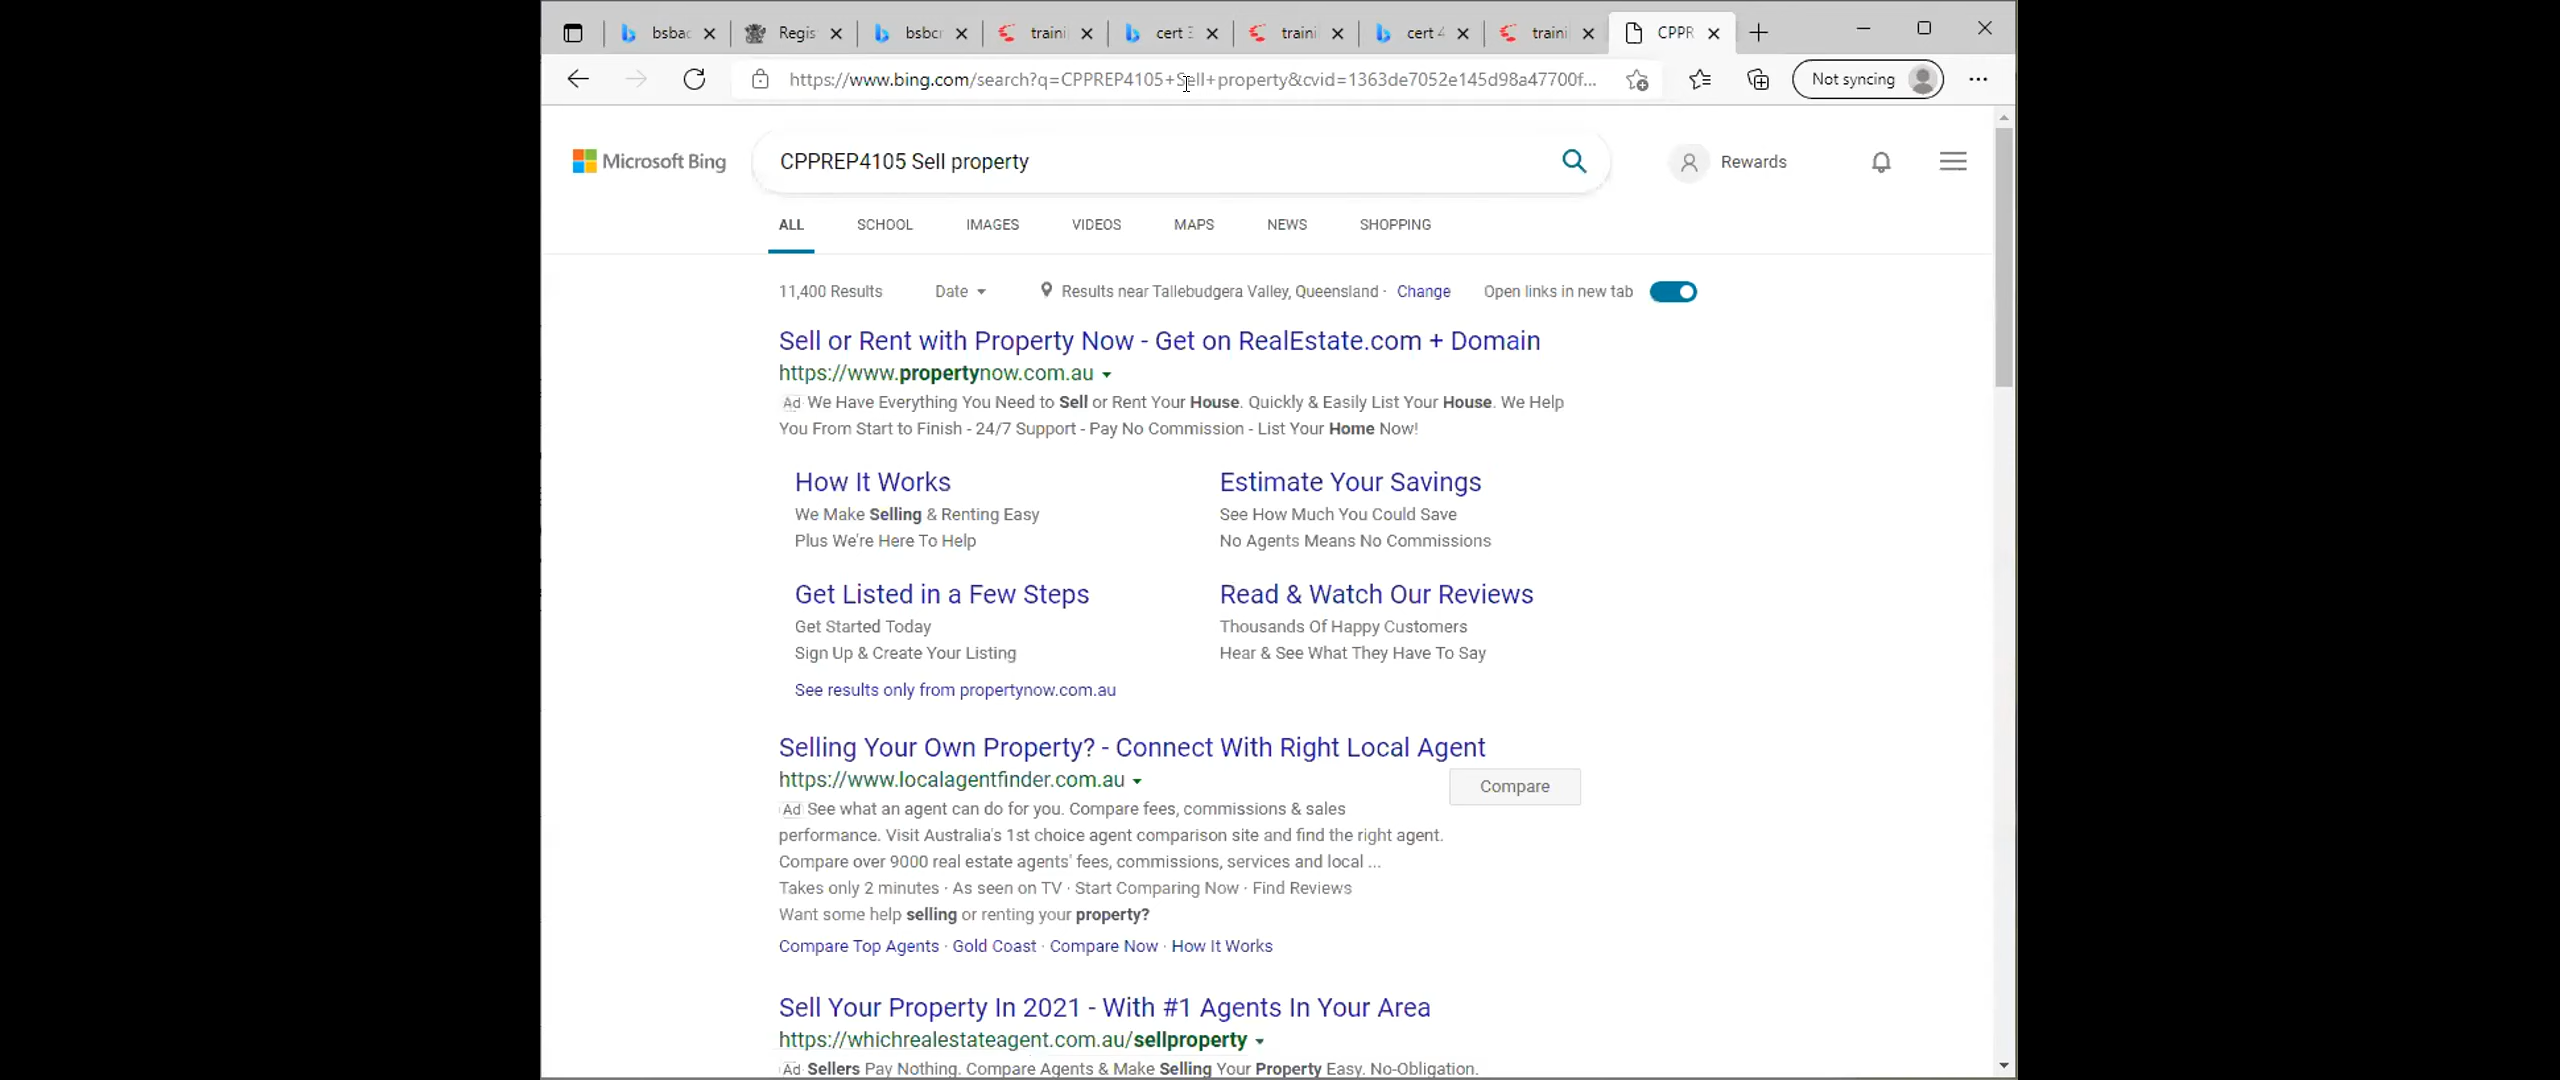 bsbac Regis bsbcr traini cert 3 traini cert 4 traini CPPR
https://www.bing.com/search?q=CPPREP4105+Sell+property&cvid=1363de7052e145d98a47700f... Not syncing
Microsoft Bing CPPREP4105 Sell property Rewards
ALL SCHOOL IMAGES VIDEOS MAPS NEWS SHOPPING
11,400 Results Date Results near Tallebudgera Valley, Queensland · Change Open links in new tab
Sell or Rent with Property Now - Get on RealEstate.com + Domain
https://www.propertynow.com.au
Ad We Have Everything You Need to Sell or Rent Your House. Quickly & Easily List Your House. We Help
You From Start to Finish - 24/7 Support - Pay No Commission - List Your Home Now!
How It Works
We Make Selling & Renting Easy
Plus We're Here To Help
Estimate Your Savings
See How Much You Could Save
No Agents Means No Commissions
Get Listed in a Few Steps
Get Started Today
Sign Up & Create Your Listing
Read & Watch Our Reviews
Thousands Of Happy Customers
Hear & See What They Have To Say
See results only from propertynow.com.au
Selling Your Own Property? - Connect With Right Local Agent
https://www.localagentfinder.com.au
Compare
Ad See what an agent can do for you. Compare fees, commissions & sales
performance. Visit Australia's 1st choice agent comparison site and find the right agent.
Compare over 9000 real estate agents' fees, commissions, services and local ...
Takes only 2 minutes · As seen on TV · Start Comparing Now · Find Reviews
Want some help selling or renting your property?
Compare Top Agents · Gold Coast · Compare Now · How It Works
Sell Your Property In 2021 - With #1 Agents In Your Area
https://whichrealestateagent.com.au/sellproperty
Ad Sellers Pay Nothing. Compare Agents & Make Selling Your Property Easy. No-Obligation.